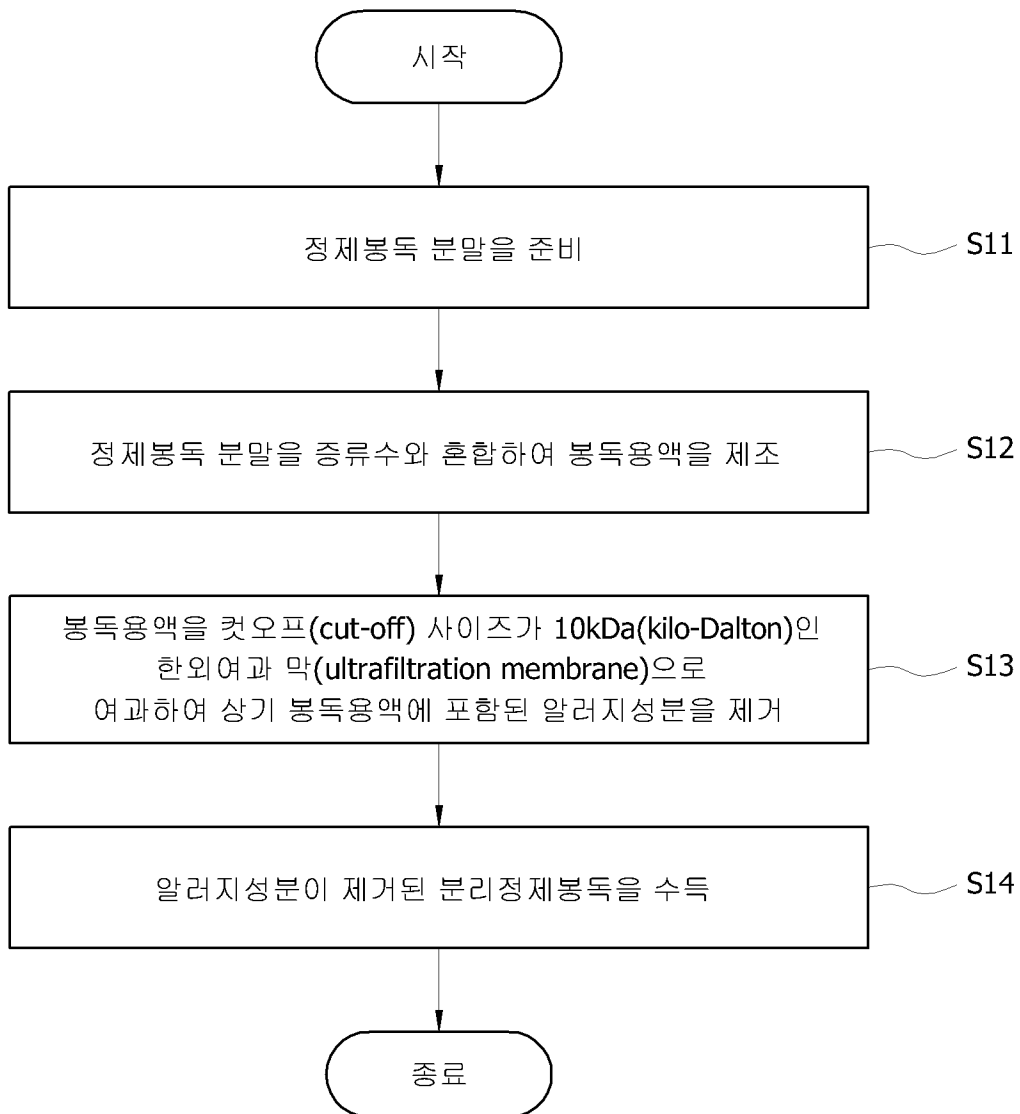 시작
정제봉독 분말을 준비
S11
정제봉독 분말을 증류수와 혼합하여 봉독용액을 제조
S12
봉독용액을 컷오프(cut-off) 사이즈가 10kDa(kilo-Dalton)인
한외여과 막(ultrafiltration membrane)으로
여과하여 상기 봉독용액에 포함된 알러지성분을 제거
S13
알러지성분이 제거된 분리정제봉독을 수득
S14
종료